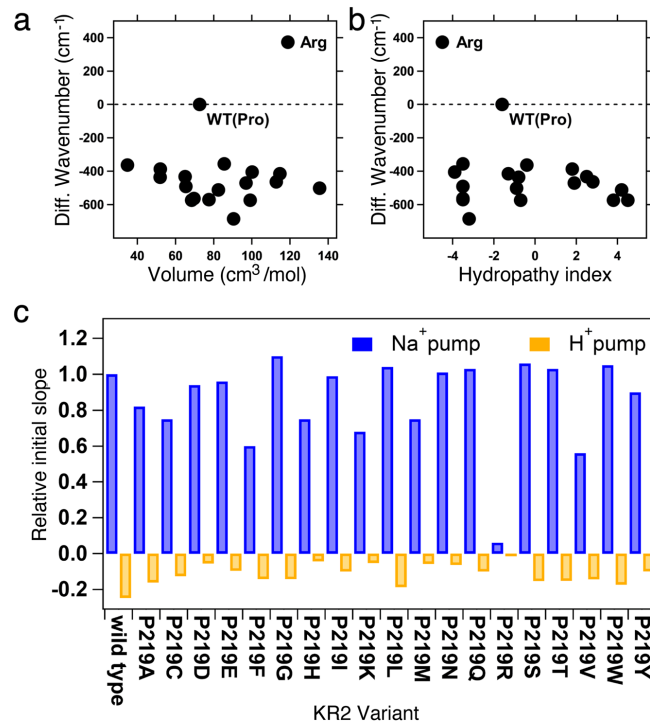 a
Diff. Wavenumber (cm⁻¹)
400
200
0
-200
-400
-600
Arg
WT(Pro)
40 60 80 100 120 140
Volume (cm³/mol)
b
Diff. Wavenumber (cm⁻¹)
400
200
0
-200
-400
-600
Arg
WT(Pro)
-4 -2 0 2 4
Hydropathy index
c
Relative initial slope
1.2
1.0
0.8
0.6
0.4
0.2
0.0
-0.2
Na⁺pump
H⁺pump
wild type
P219A
P219C
P219D
P219E
P219F
P219G
P219H
P219I
P219K
P219L
P219M
P219N
P219Q
P219R
P219S
P219T
P219V
P219W
P219Y
KR2 Variant